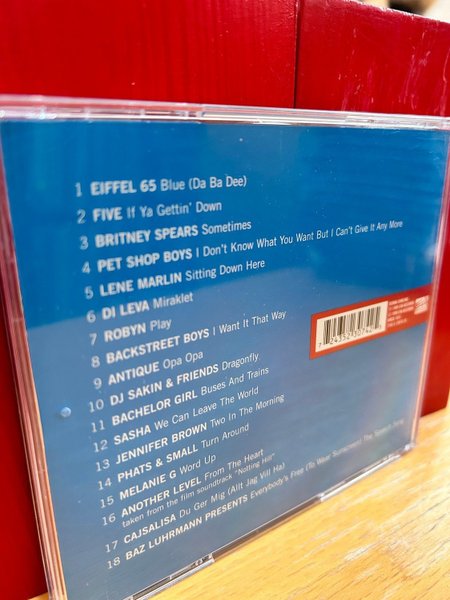 1 EIFFEL 65 Blue (Da Ba Dee)
2 FIVE If Ya Gettin' Down
3 BRITNEY SPEARS Sometimes
4 PET SHOP BOYS I Don't Know What You Want But I Can't Give It Any More
5 LENE MARLIN Sitting Down Here
6 DI LEVA Miraklet
7 ROBYN Play
8 BACKSTREET BOYS I Want It That Way
9 ANTIQUE Opa Opa
10 DJ SAKIN & FRIENDS Dragonfly
11 BACHELOR GIRL Buses And Trains
12 SASHA We Can Leave The World
13 JENNIFER BROWN Two In The Morning
14 PHATS & SMALL Turn Around
15 MELANIE G Word Up
16 ANOTHER LEVEL From The Heart
taken from the film soundtrack "Notting Hill"
17 CAJSALISA Du Ger Mig (Allt Jag Vill Ha)
18 BAZ LUHRMANN PRESENTS Everybody's Free (To Wear Sunscreen) The Sunscreen Song
7 24352 30742